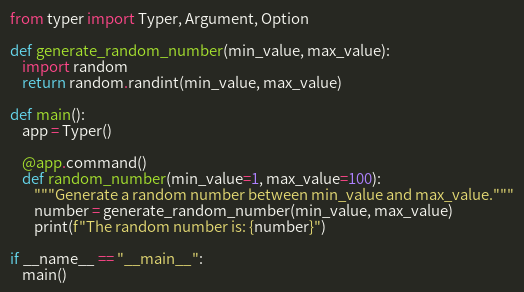 from typer import Typer, Argument, Option

def generate_random_number(min_value, max_value):
    import random
    return random.randint(min_value, max_value)

def main():
    app = Typer()

    @app.command()
    def random_number(min_value=1, max_value=100):
        """Generate a random number between min_value and max_value."""
        number = generate_random_number(min_value, max_value)
        print(f"The random number is: {number}")

if __name__ == "__main__":
    main()